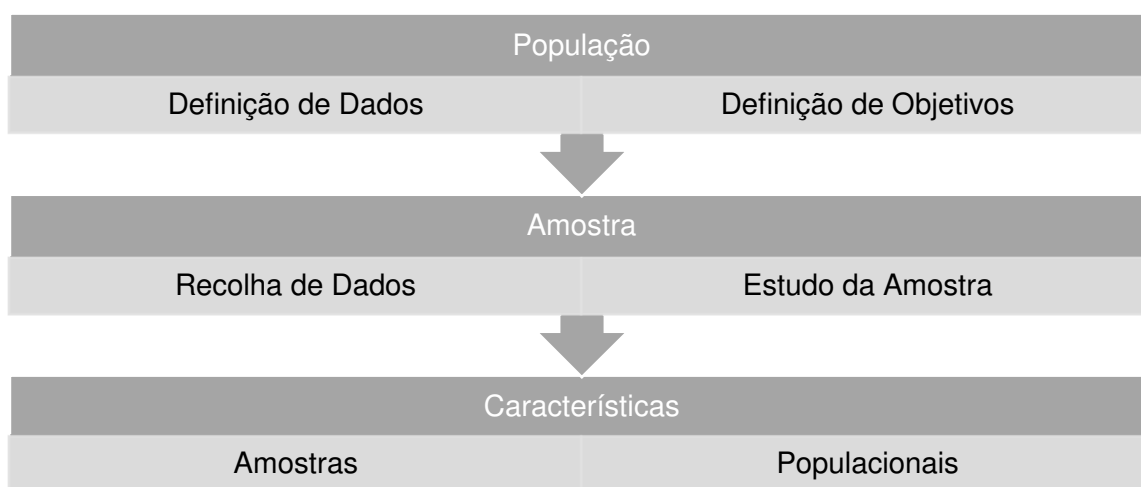 População
Definição de Dados Definição de Objetivos
Amostra
Recolha de Dados Estudo da Amostra
Características
Amostras Populacionais